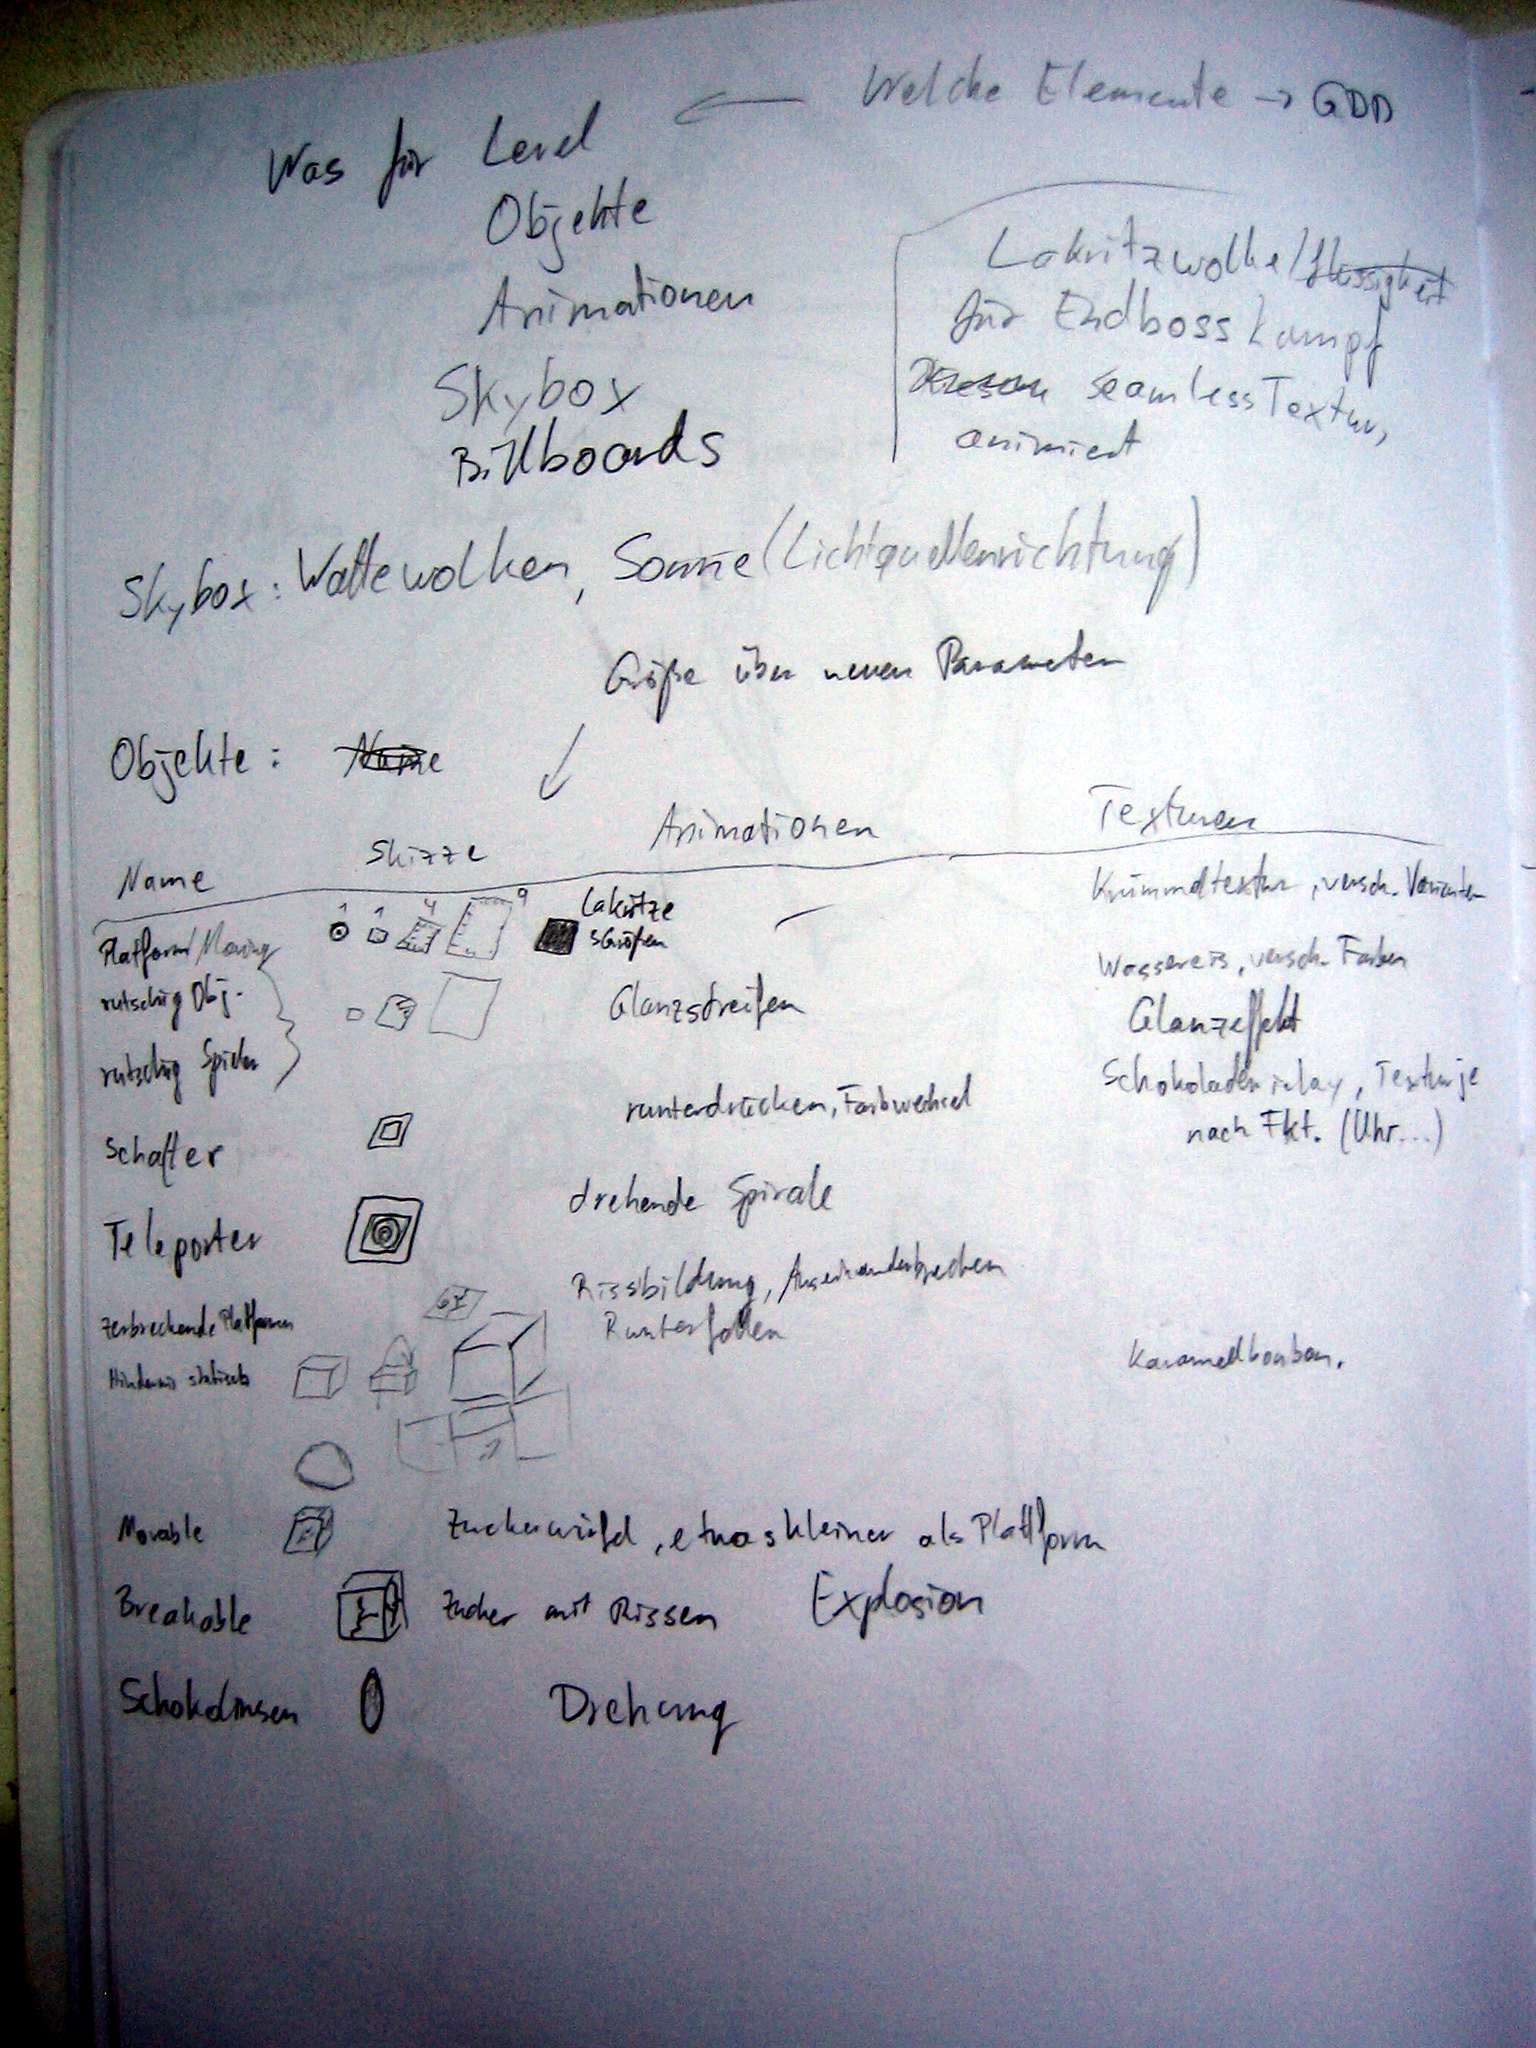 Welche Elemente → GDD
Was für Level
Objekte
Animationen
Skybox
Billboards
Lakritzwolke/flüssigkeit
für Endboss kampf
seamless Textur,
animiert
Skybox: Wattewolken, Sonne (Lichtquellenrichtung)
Größe über neuen Parameter
Objekte: Name
Name Skizze Animationen Texturen
Platform/Moving 1 1 4 9 Lakritze – Krümmeltextur, versch. Varianten
3 Größen
rutschig Obj. Glanzstreifen Wassereis, versch. Farben
Glanzeffekt
rutschig Spieler
Schalter runterdrücken, Farbwechsel Schokoladeninlay, Textur je
nach Fkt. (Uhr...)
Teleporter drehende Spirale
zerbrechende Plattformen Rissbildung, Auseinanderbrechen
Runterfallen
Hindernis statisch Karamellbonbon.
Movable Zuckerwürfel, etwas kleiner als Plattform
Breakable Zucker mit Rissen Explosion
Schokolinsen Drehung